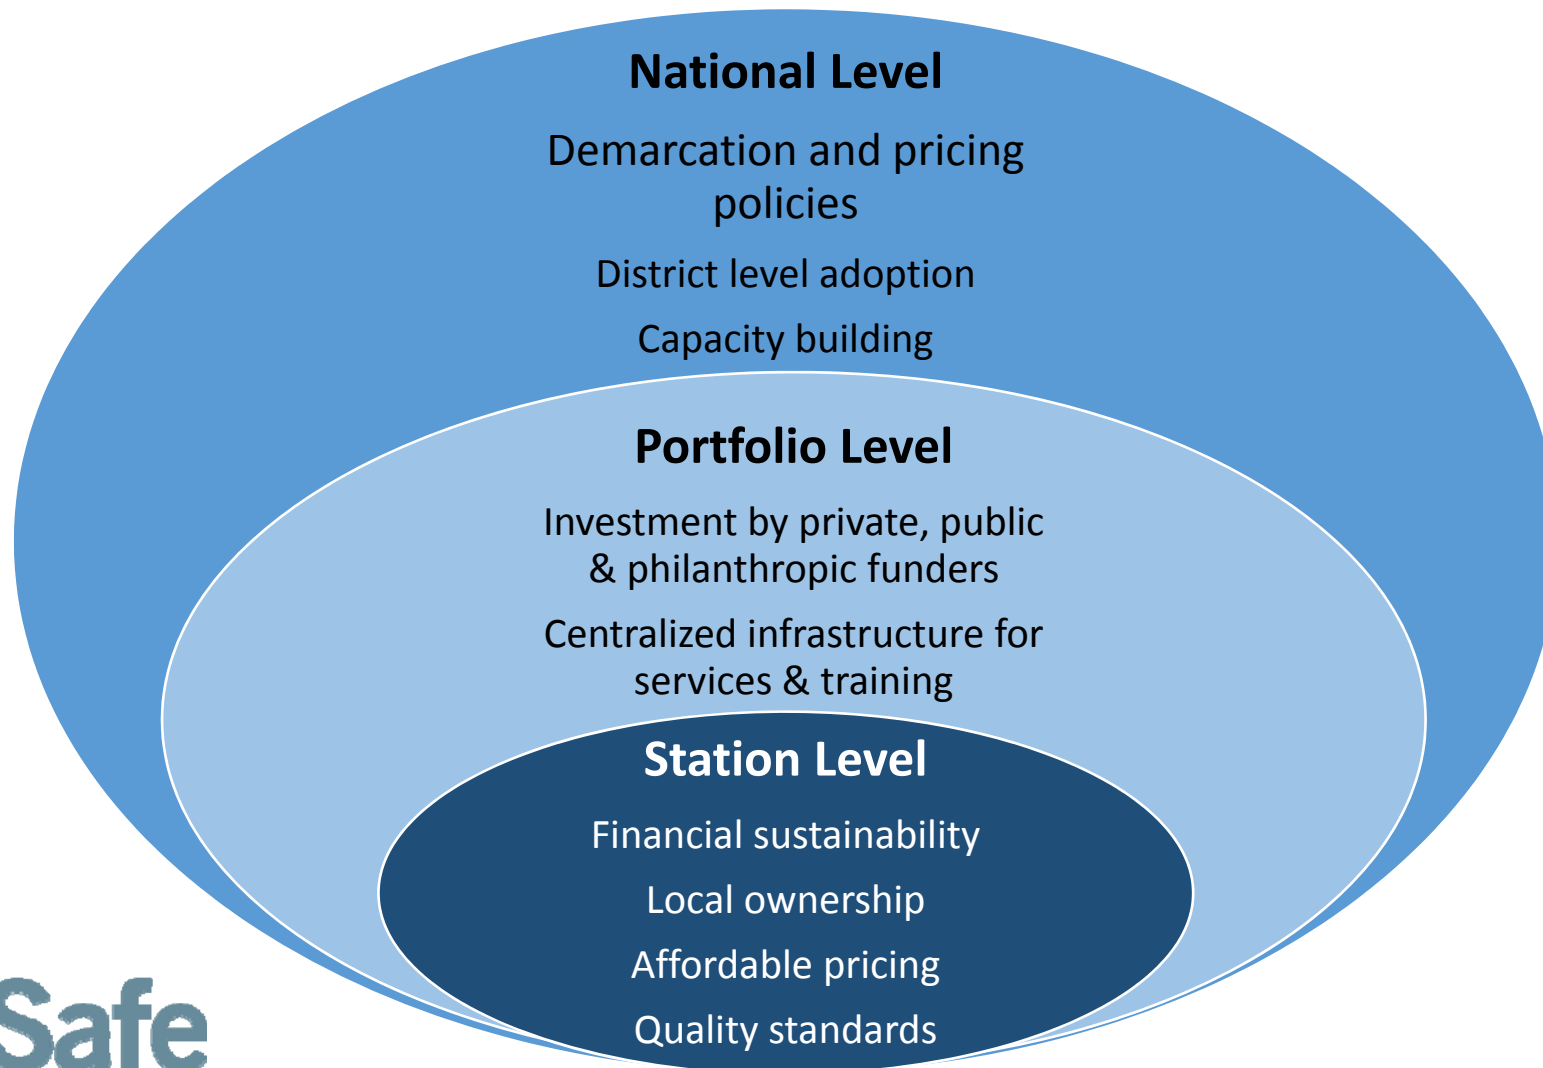 National Level
Demarcation and pricing
policies
District level adoption
Capacity building
Portfolio Level
Investment by private, public
& philanthropic funders
Centralized infrastructure for
services & training
Station Level
Financial sustainability
Local ownership
Affordable pricing
Quality standards
Safe